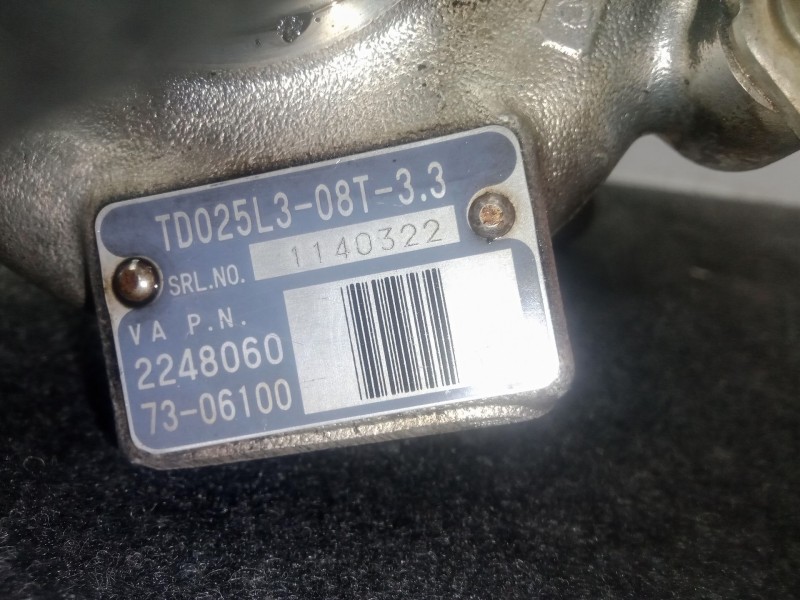 TD025L3-08T-3.3
SRL.NO. 1140322
VA P.N.
2248060
73-06100